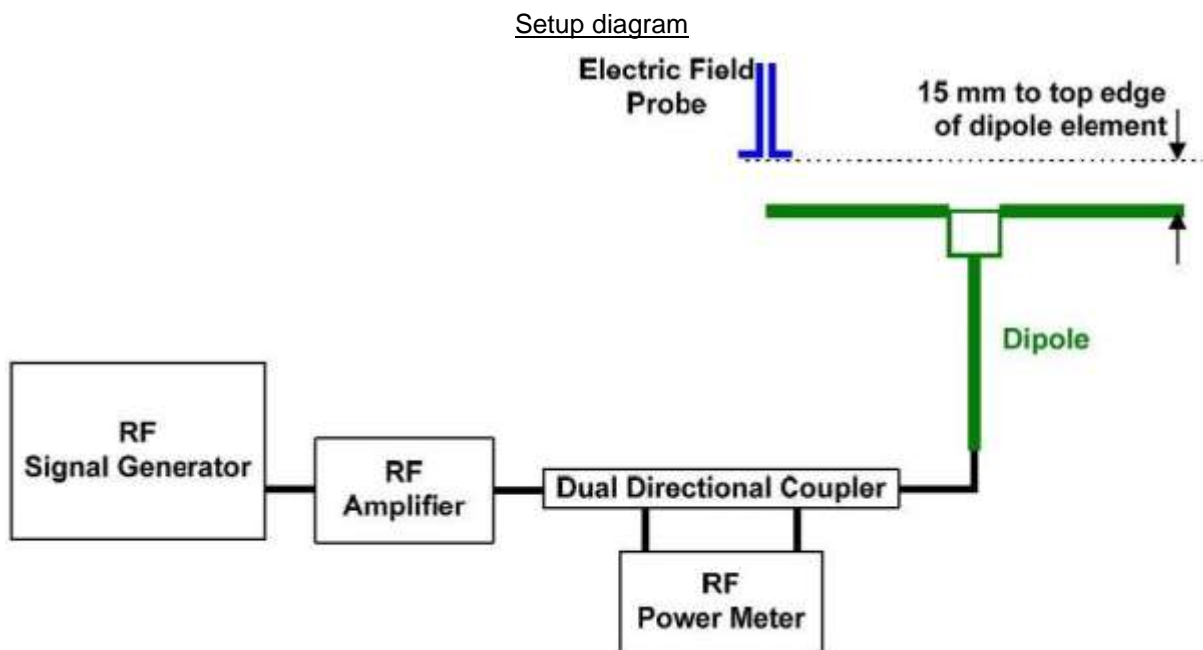 Setup diagram
Electric Field
Probe
15 mm to top edge
of dipole element
Dipole
RF
Signal Generator
RF
Amplifier
Dual Directional Coupler
RF
Power Meter